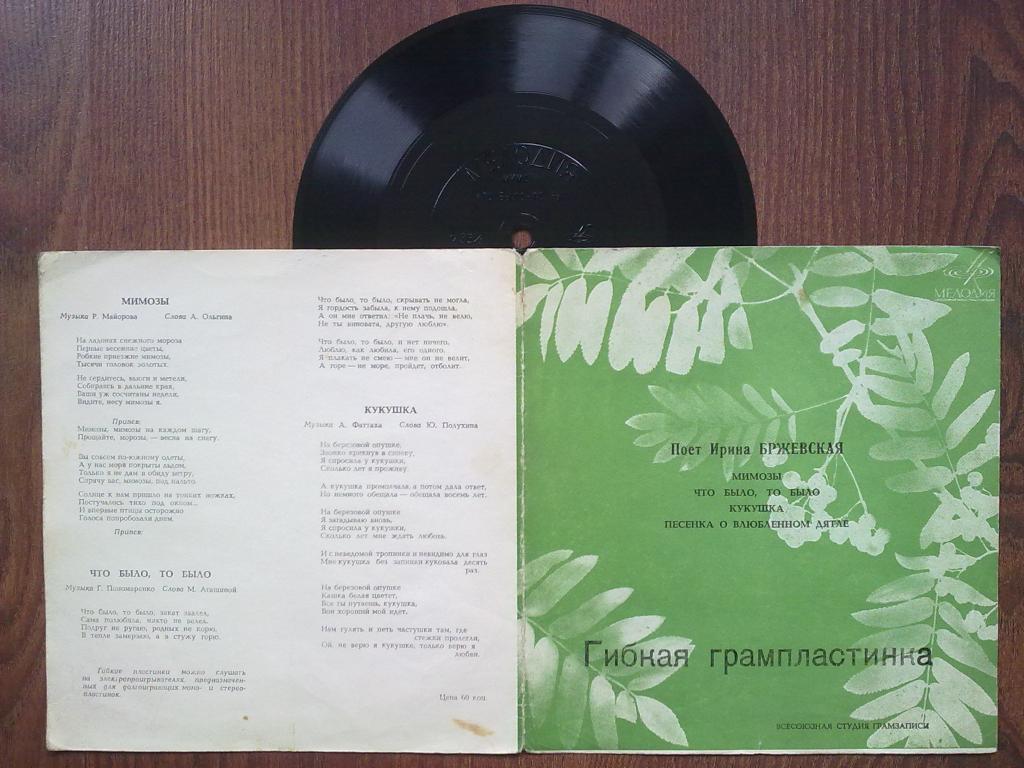 МЕЛОДИЯ
МИМОЗЫ
Музыка Р. Майорова Слова А. Ольгина
На ладонях снежного мороза
Первые весенние цветы,
Робкие приезжие мимозы,
Тысячи головок золотых.
Не сердитесь, вьюги и метели,
Собираясь в дальние края,
Ваши уж сосчитаны недели,
Видите, несу мимозы я.
Припев:
Мимозы, мимозы на каждом шагу,
Прощайте, морозы, — весна на снегу.
Вы совсем по-южному одеты,
А у нас моря покрыты льдом,
Только я не дам в обиду ветру,
Спрячу вас, мимозы, под пальто.
Солнце к нам пришло на тонких ножках,
Постучалось тихо под окном...
И впервые птицы осторожно
Голоса попробовали днем.
Припев:
ЧТО БЫЛО, ТО БЫЛО
Музыка Г. Пономаренко Слова М. Агашиной
Что было, то было, закат заалел,
Сама полюбила, никто не велел.
Подруг не ругаю, родных не корю,
В тепле замерзаю, а в стужу горю.
Гибкие пластинки можно слушать
на электропроигрывателях, предназначен-
ных для долгоиграющих моно- и стерео-
пластинок.
Что было, то было, скрывать не могла,
Я гордость забыла, к нему подошла,
А он мне ответил: «Не плачь, не велю,
Не ты виновата, другую люблю».
Что было, то было, и нет ничего,
Люблю, как любила, его одного,
Я плакать не смею — мне он не велит,
А горе — не море, пройдет, отболит.
КУКУШКА
Музыка А. Фаттаха Слова Ю. Полухина
На березовой опушке,
Звонко крикнув в синеву,
Я спросила у кукушки,
Сколько лет я проживу.
А кукушка промолчала, а потом дала ответ,
Но немного обещала — обещала восемь лет.
На березовой опушке
Я загадываю вновь,
Я спросила у кукушки,
Сколько лет мне ждать любовь.
И с неведомой тропинки и невидимо для глаз
Мне кукушка без запинки куковала десять
раз.
На березовой опушке
Кашка белая цветет,
Все ты путаешь, кукушка,
Вон хороший мой идет,
Нам гулять и петь частушки там, где
стежки пролегли,
Ой, не верю я кукушке, только верю я
любви.
Цена 60 коп.
МЕЛОДИЯ
Поет Ирина БРЖЕВСКАЯ
МИМОЗЫ
ЧТО БЫЛО, ТО БЫЛО
КУКУШКА
ПЕСЕНКА О ВЛЮБЛЕННОМ ДЯТЛЕ
Гибкая грампластинка
ВСЕСОЮЗНАЯ СТУДИЯ ГРАМЗАПИСИ